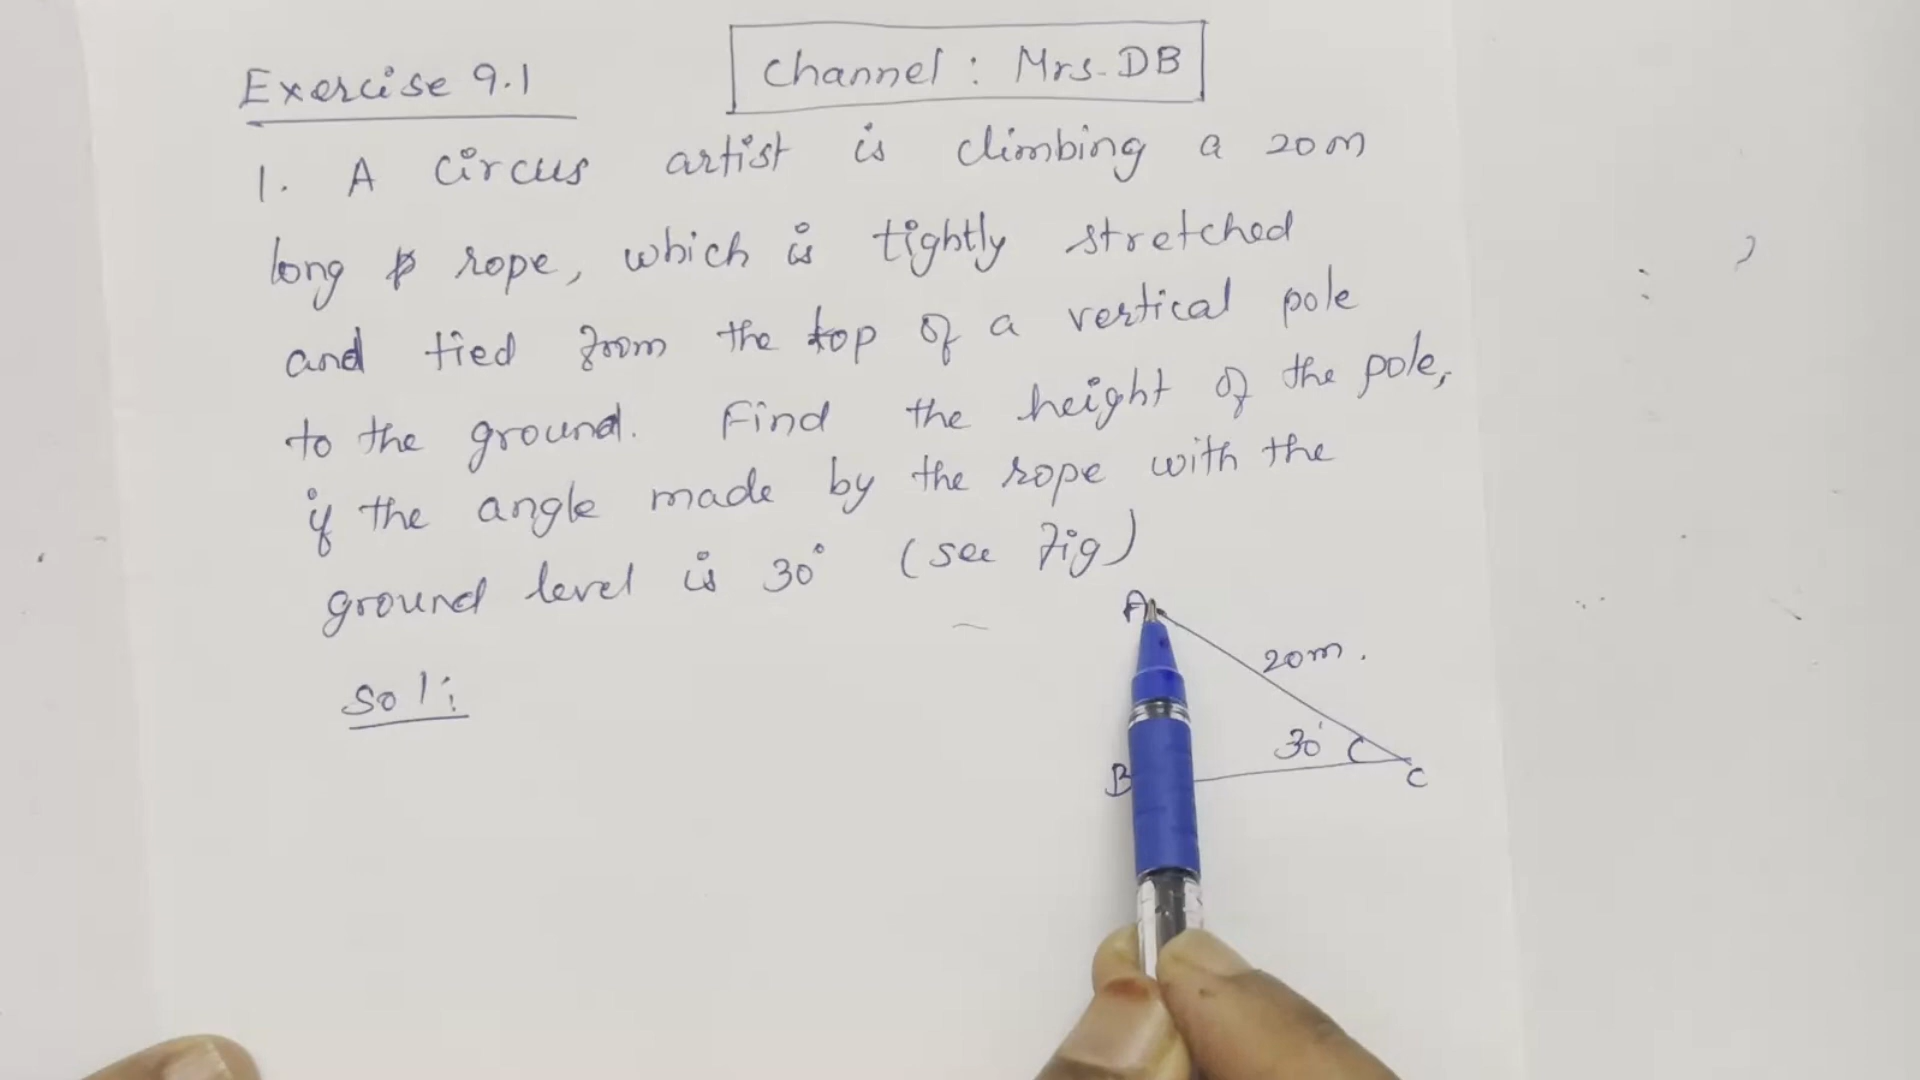 Exercise 9.1
Channel : Mrs. DB
1. A circus artist is climbing a 20m
long rope, which is tightly stretched
and tied from the top of a vertical pole
to the ground. Find the height of the pole,
if the angle made by the rope with the
ground level is 30° (see Fig)
A
20m.
Sol:
30°
B
C